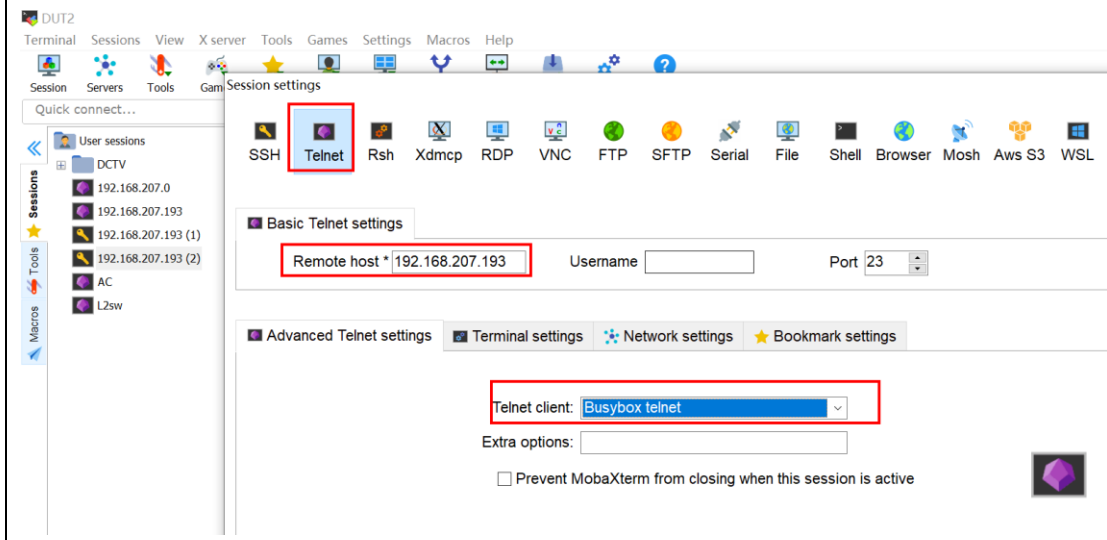 DUT2
Terminal Sessions View X server Tools Games Settings Macros Help
Session Servers Tools Gam
Session settings
Quick connect...
SSH Telnet Rsh Xdmcp RDP VNC FTP SFTP Serial File Shell Browser Mosh Aws S3 WSL
User sessions
DCTV
192.168.207.0
192.168.207.193
192.168.207.193 (1)
192.168.207.193 (2)
AC
L2sw
Sessions
Tools
Macros
Basic Telnet settings
Remote host * 192.168.207.193 Username Port 23
Advanced Telnet settings Terminal settings Network settings Bookmark settings
Telnet client: Busybox telnet
Extra options:
Prevent MobaXterm from closing when this session is active